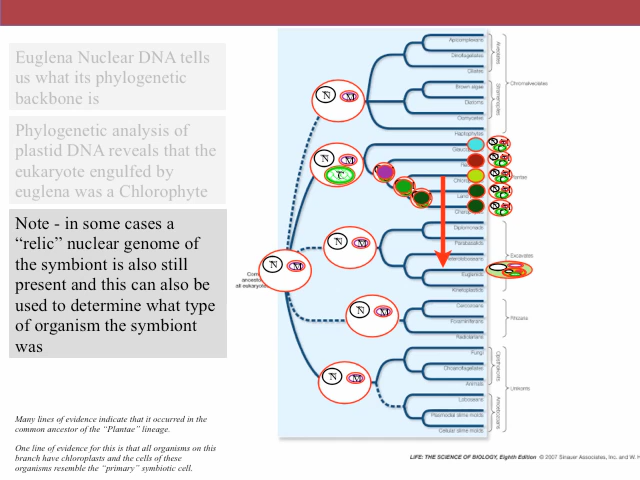 Euglena Nuclear DNA tells
us what its phylogenetic
backbone is
Phylogenetic analysis of
plastid DNA reveals that the
eukaryote engulfed by
euglena was a Chlorophyte
Note - in some cases a
“relic” nuclear genome of
the symbiont is also still
present and this can also be
used to determine what type
of organism the symbiont
was
Many lines of evidence indicate that it occurred in the
common ancestor of the “Plantae” lineage.
One line of evidence for this is that all organisms on this
branch have chloroplasts and the cells of these
organisms resemble the “primary” symbiotic cell.
Apicomplexans
Dinoflagellates
Ciliates
Brown algae
Diatoms
Oomycetes
Haptophytes
Alveolates
Stramenopiles
Chromalveolates
N M
N M
C
Diplomonads
Parabasalids
Euglenids
Kinetoplastids
Excavates
N M
N M
all eukaryotes
Cercozoans
Foraminiferans
Radiolarians
Rhizaria
N M
Fungi
Choanoflagellates
Animals
Loboseans
Plasmodial slime molds
Cellular slime molds
Opisthokonts
Amoebozoans
Unikonts
N M
LIFE: THE SCIENCE OF BIOLOGY, Eighth Edition © 2007 Sinauer Associates, Inc. and W. H